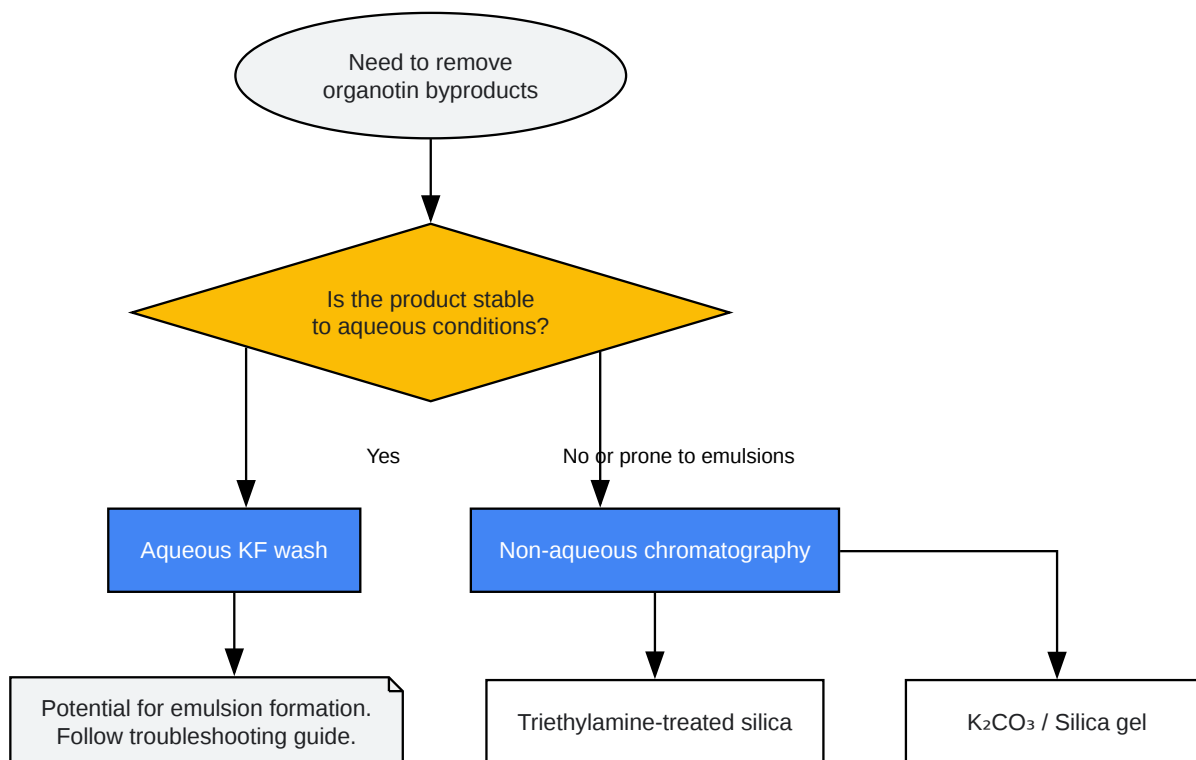 Need to remove
organotin byproducts
Is the product stable
to aqueous conditions?
Yes
No or prone to emulsions
Aqueous KF wash
Non-aqueous chromatography
Potential for emulsion formation.
Follow troubleshooting guide.
Triethylamine-treated silica
K₂CO₃ / Silica gel